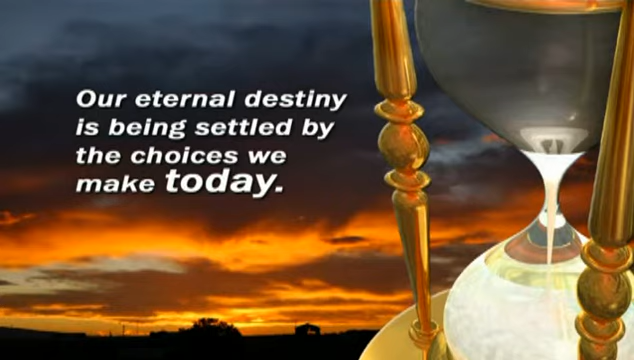 Our eternal destiny
is being settled by
the choices we
make today.